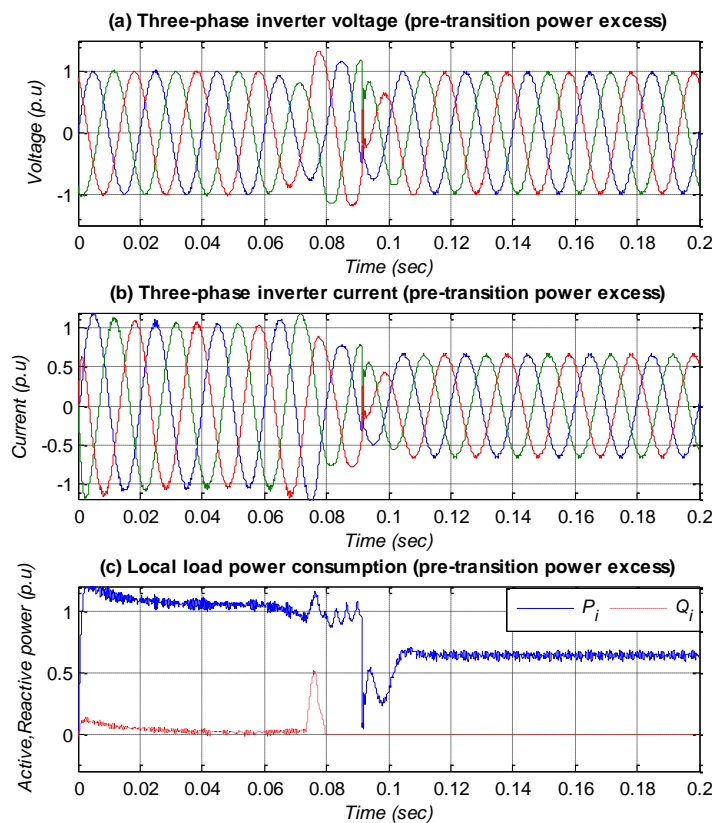 (a) Three-phase inverter voltage (pre-transition power excess)
Voltage (p.u)
1
0
-1
0 0.02 0.04 0.06 0.08 0.1 0.12 0.14 0.16 0.18 0.2
Time (sec)
(b) Three-phase inverter current (pre-transition power excess)
Current (p.u)
1
0.5
0
-0.5
-1
0 0.02 0.04 0.06 0.08 0.1 0.12 0.14 0.16 0.18 0.2
Time (sec)
(c) Local load power consumption (pre-transition power excess)
Active,Reactive power (p.u)
1
0.5
0
P_i Q_i
0 0.02 0.04 0.06 0.08 0.1 0.12 0.14 0.16 0.18 0.2
Time (sec)